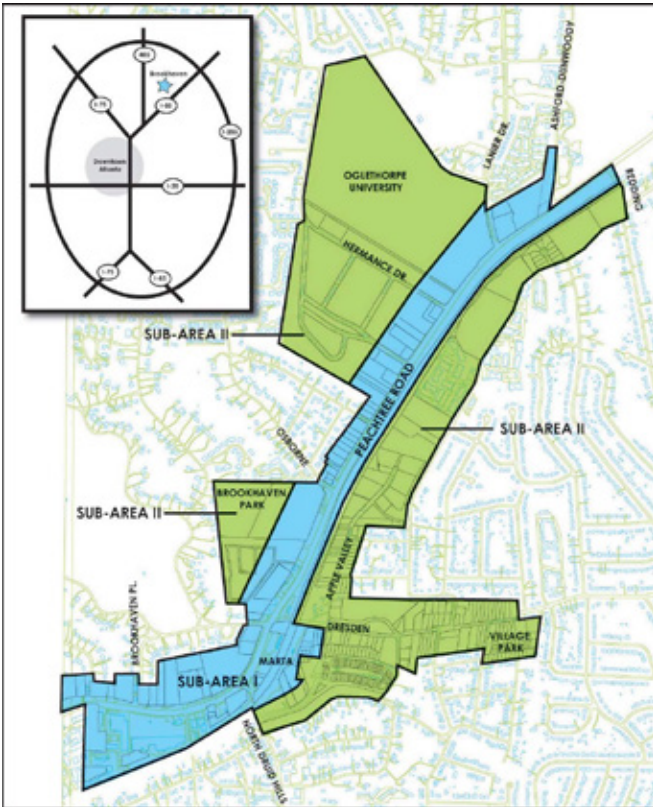 400
Brookhaven
I-75
I-85
I-285
Downtown
Atlanta
I-20
I-75
I-85
OGLETHORPE
UNIVERSITY
LANIER DR.
ASHFORD-DUNWOODY
REDDING
HERMANCE DR.
SUB-AREA II
PEACHTREE ROAD
OSBORNE
SUB-AREA II
BROOKHAVEN
PARK
SUB-AREA II
APPLE VALLEY
DRESDEN
VILLAGE
PARK
BROOKHAVEN PL.
MARTA
SUB-AREA I
NORTH DRUID HILLS